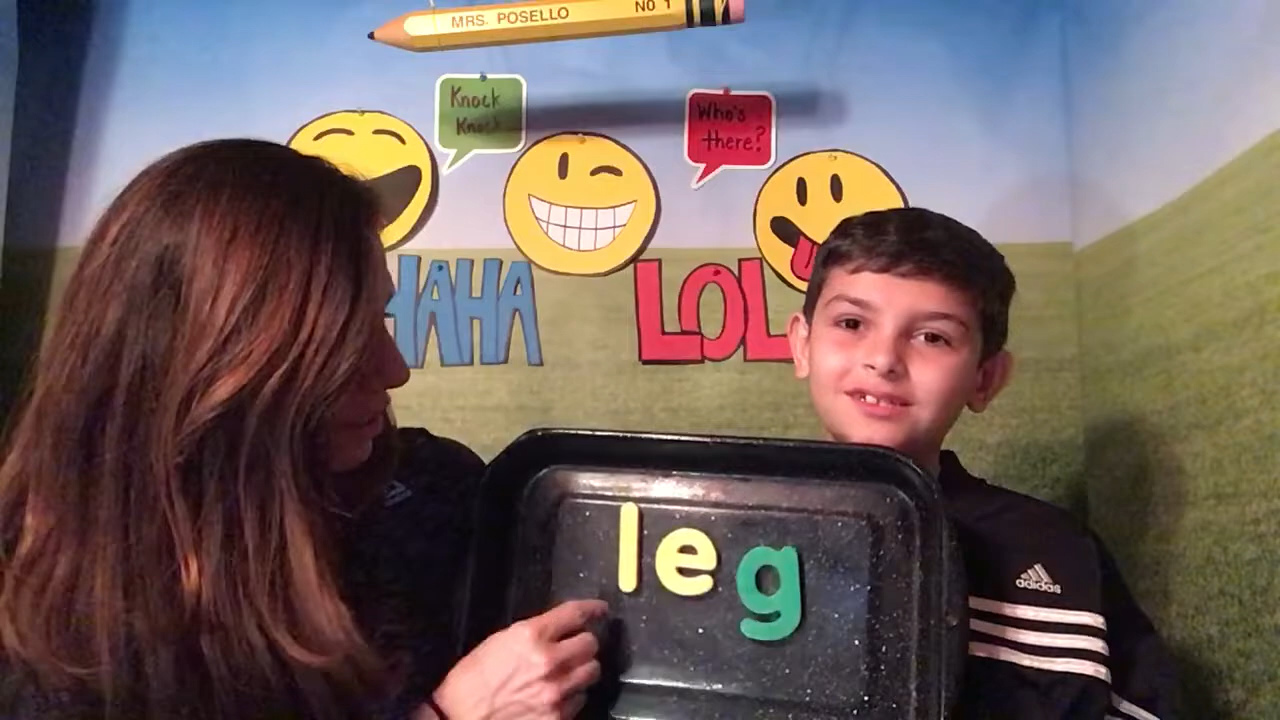 MRS. POSELLO NO 1
Knock
Knock
Who's
there?
HAHA
LOL
leg
adidas